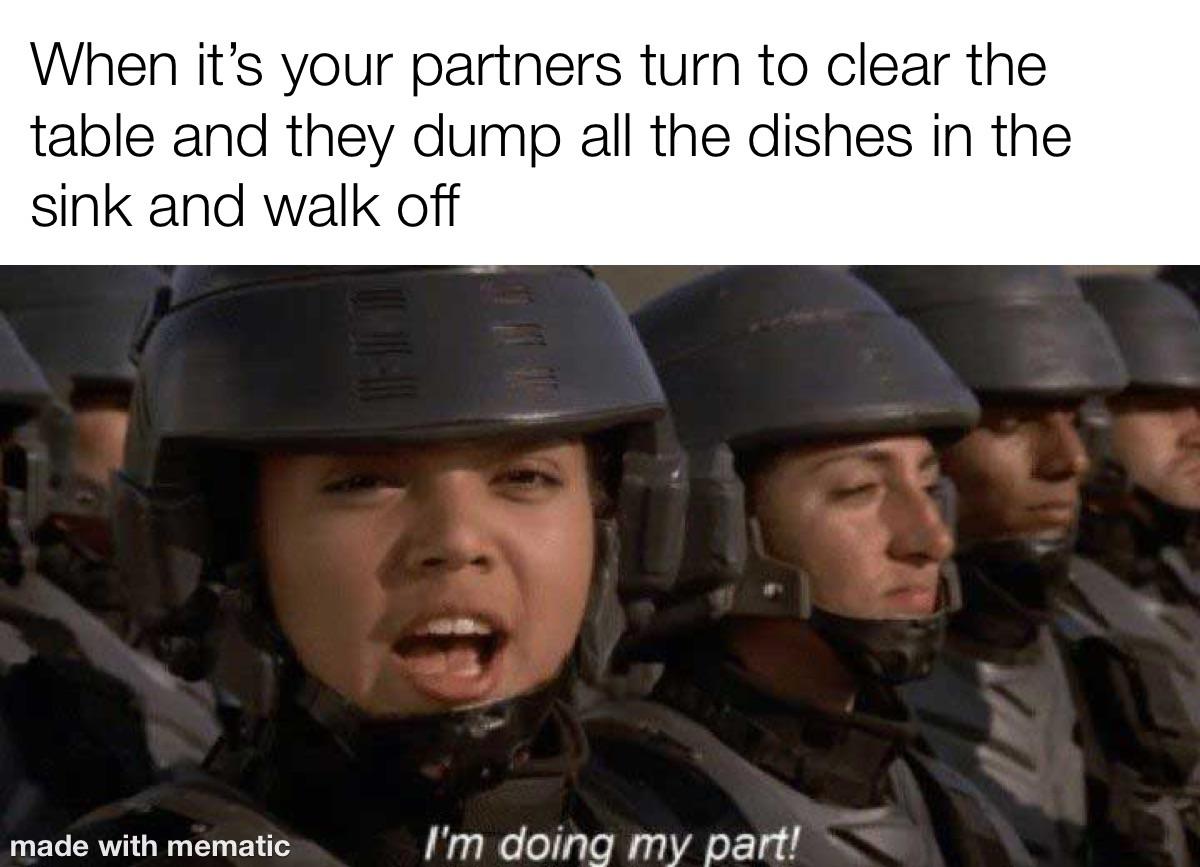 When it’s your partners turn to clear the
table and they dump all the dishes in the
sink and walk off
I'm doing my part!
made with mematic